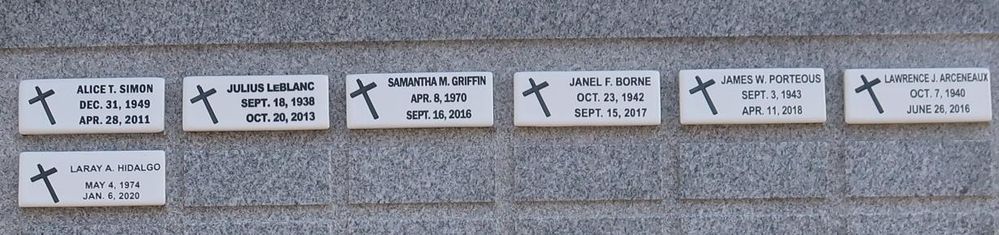 ALICE T. SIMON
DEC. 31, 1949
APR. 28, 2011
JULIUS LEBLANC
SEPT. 18, 1938
OCT. 20, 2013
SAMANTHA M. GRIFFIN
APR. 8, 1970
SEPT. 16, 2016
JANEL F. BORNE
OCT. 23, 1942
SEPT. 15, 2017
JAMES W. PORTEOUS
SEPT. 3, 1943
APR. 11, 2018
LAWRENCE J. ARCENEAUX
OCT. 7, 1940
JUNE 26, 2016
LARAY A. HIDALGO
MAY 4, 1974
JAN. 6, 2020